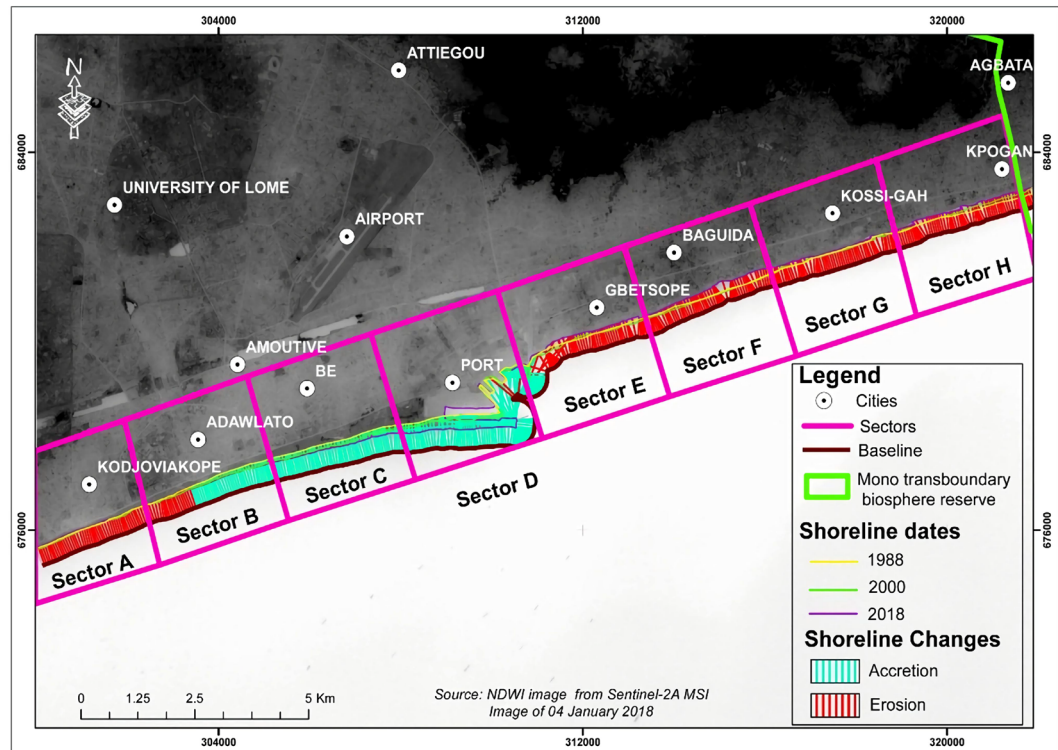 304000
312000
320000
N
ATTIEGOU
AGBATA
684000
684000
KPOGAN
UNIVERSITY OF LOME
KOSSI-GAH
AIRPORT
BAGUIDA
GBETSOPE
Sector H
Sector G
AMOUTIVE
BE
PORT
Sector F
Sector E
ADAWLATO
KODJOVIAKOPE
Sector D
Sector C
Sector B
Sector A
676000
676000
Legend
Cities
Sectors
Baseline
Mono transboundary
biosphere reserve
Shoreline dates
1988
2000
2018
Shoreline Changes
Accretion
Erosion
0 1.25 2.5 5 Km
Source: NDWI image from Sentinel-2A MSI
Image of 04 January 2018
304000
312000
320000